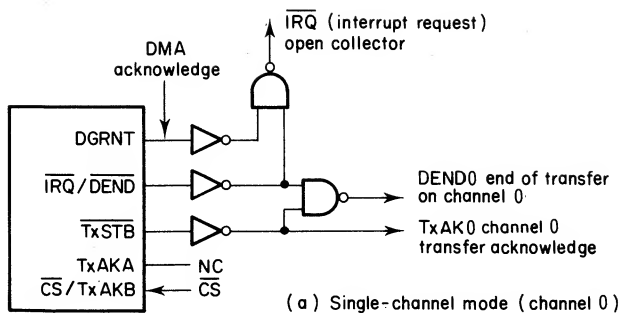 IRQ (interrupt request)
open collector
DMA
acknowledge
DGRNT
IRQ/DEND
TxSTB
TxAKA
CS/TxAKB
NC
CS
DEND0 end of transfer
on channel 0
TxAK0 channel 0
transfer acknowledge
(a) Single-channel mode (channel 0)